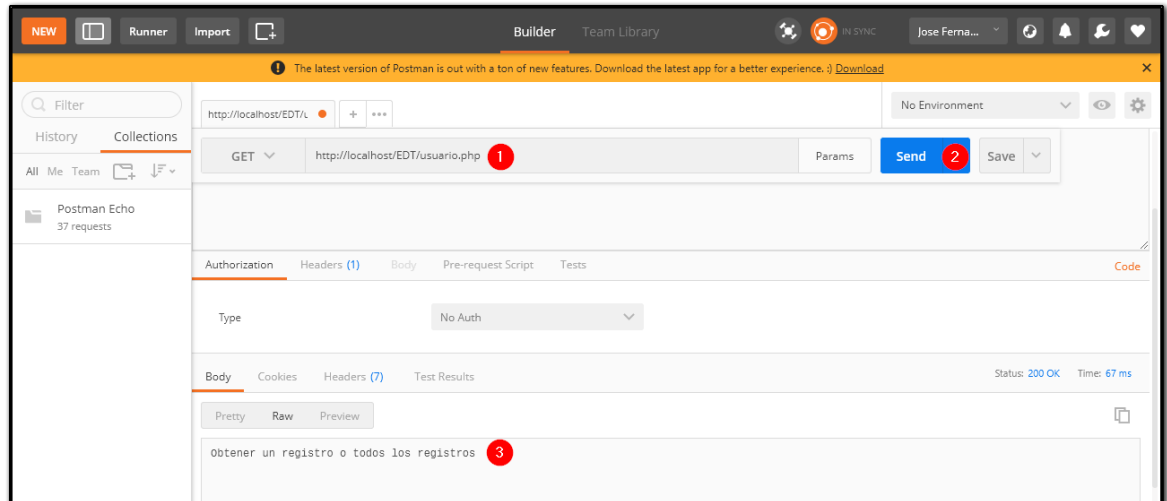 NEW Runner Import Builder Team Library IN SYNC Jose Ferna...
The latest version of Postman is out with a ton of new features. Download the latest app for a better experience. :) Download
Filter
History Collections
All Me Team
Postman Echo
37 requests
http://localhost/EDT/u
No Environment
GET http://localhost/EDT/usuario.php 1 Params Send 2 Save
Authorization Headers (1) Body Pre-request Script Tests Code
Type No Auth
Body Cookies Headers (7) Test Results Status: 200 OK Time: 67 ms
Pretty Raw Preview
Obtener un registro o todos los registros 3